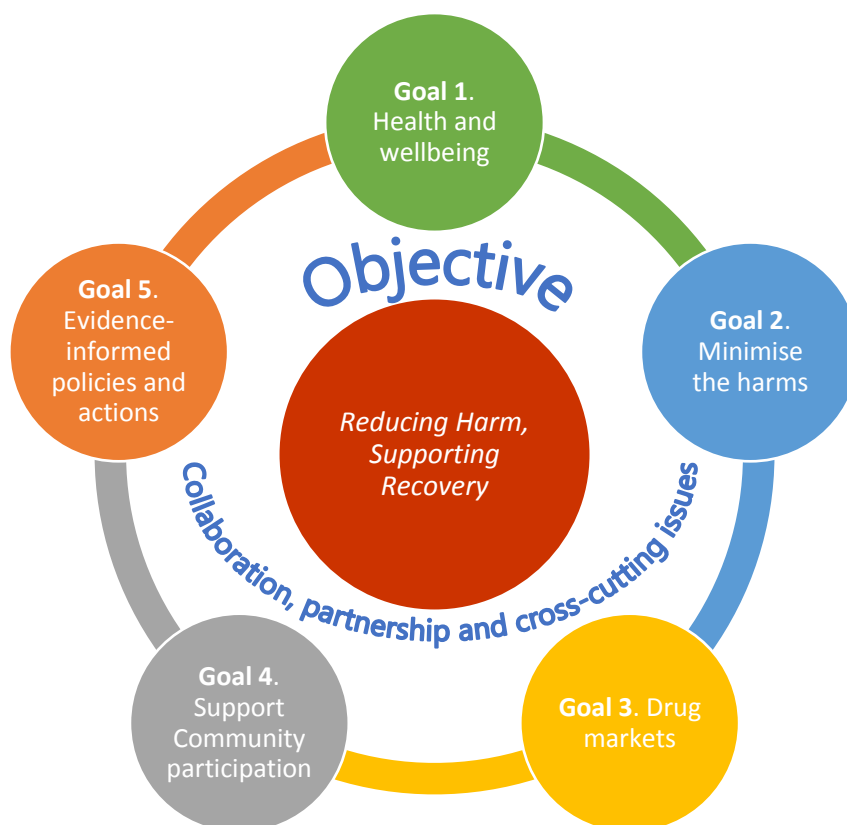 Goal 1.
Health and
wellbeing
Objective
Goal 5.
Evidence-
informed
policies and
actions
Goal 2.
Minimise
the harms
Reducing Harm,
Supporting
Recovery
Collaboration, partnership and cross-cutting issues
Goal 4.
Support
Community
participation
Goal 3. Drug
markets